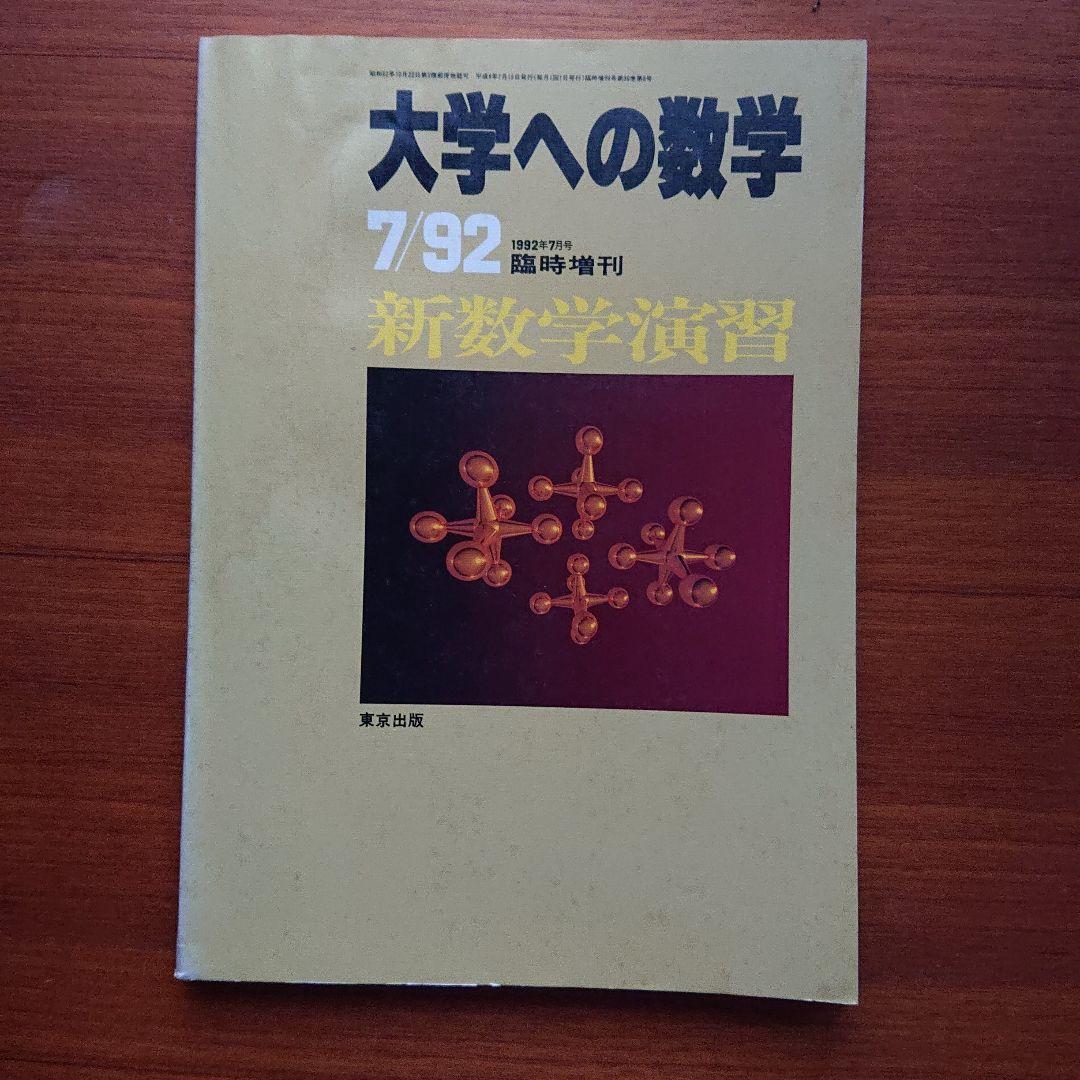 大学への数学
7/92
1992年7月号
臨時増刊
新数学演習
東京出版